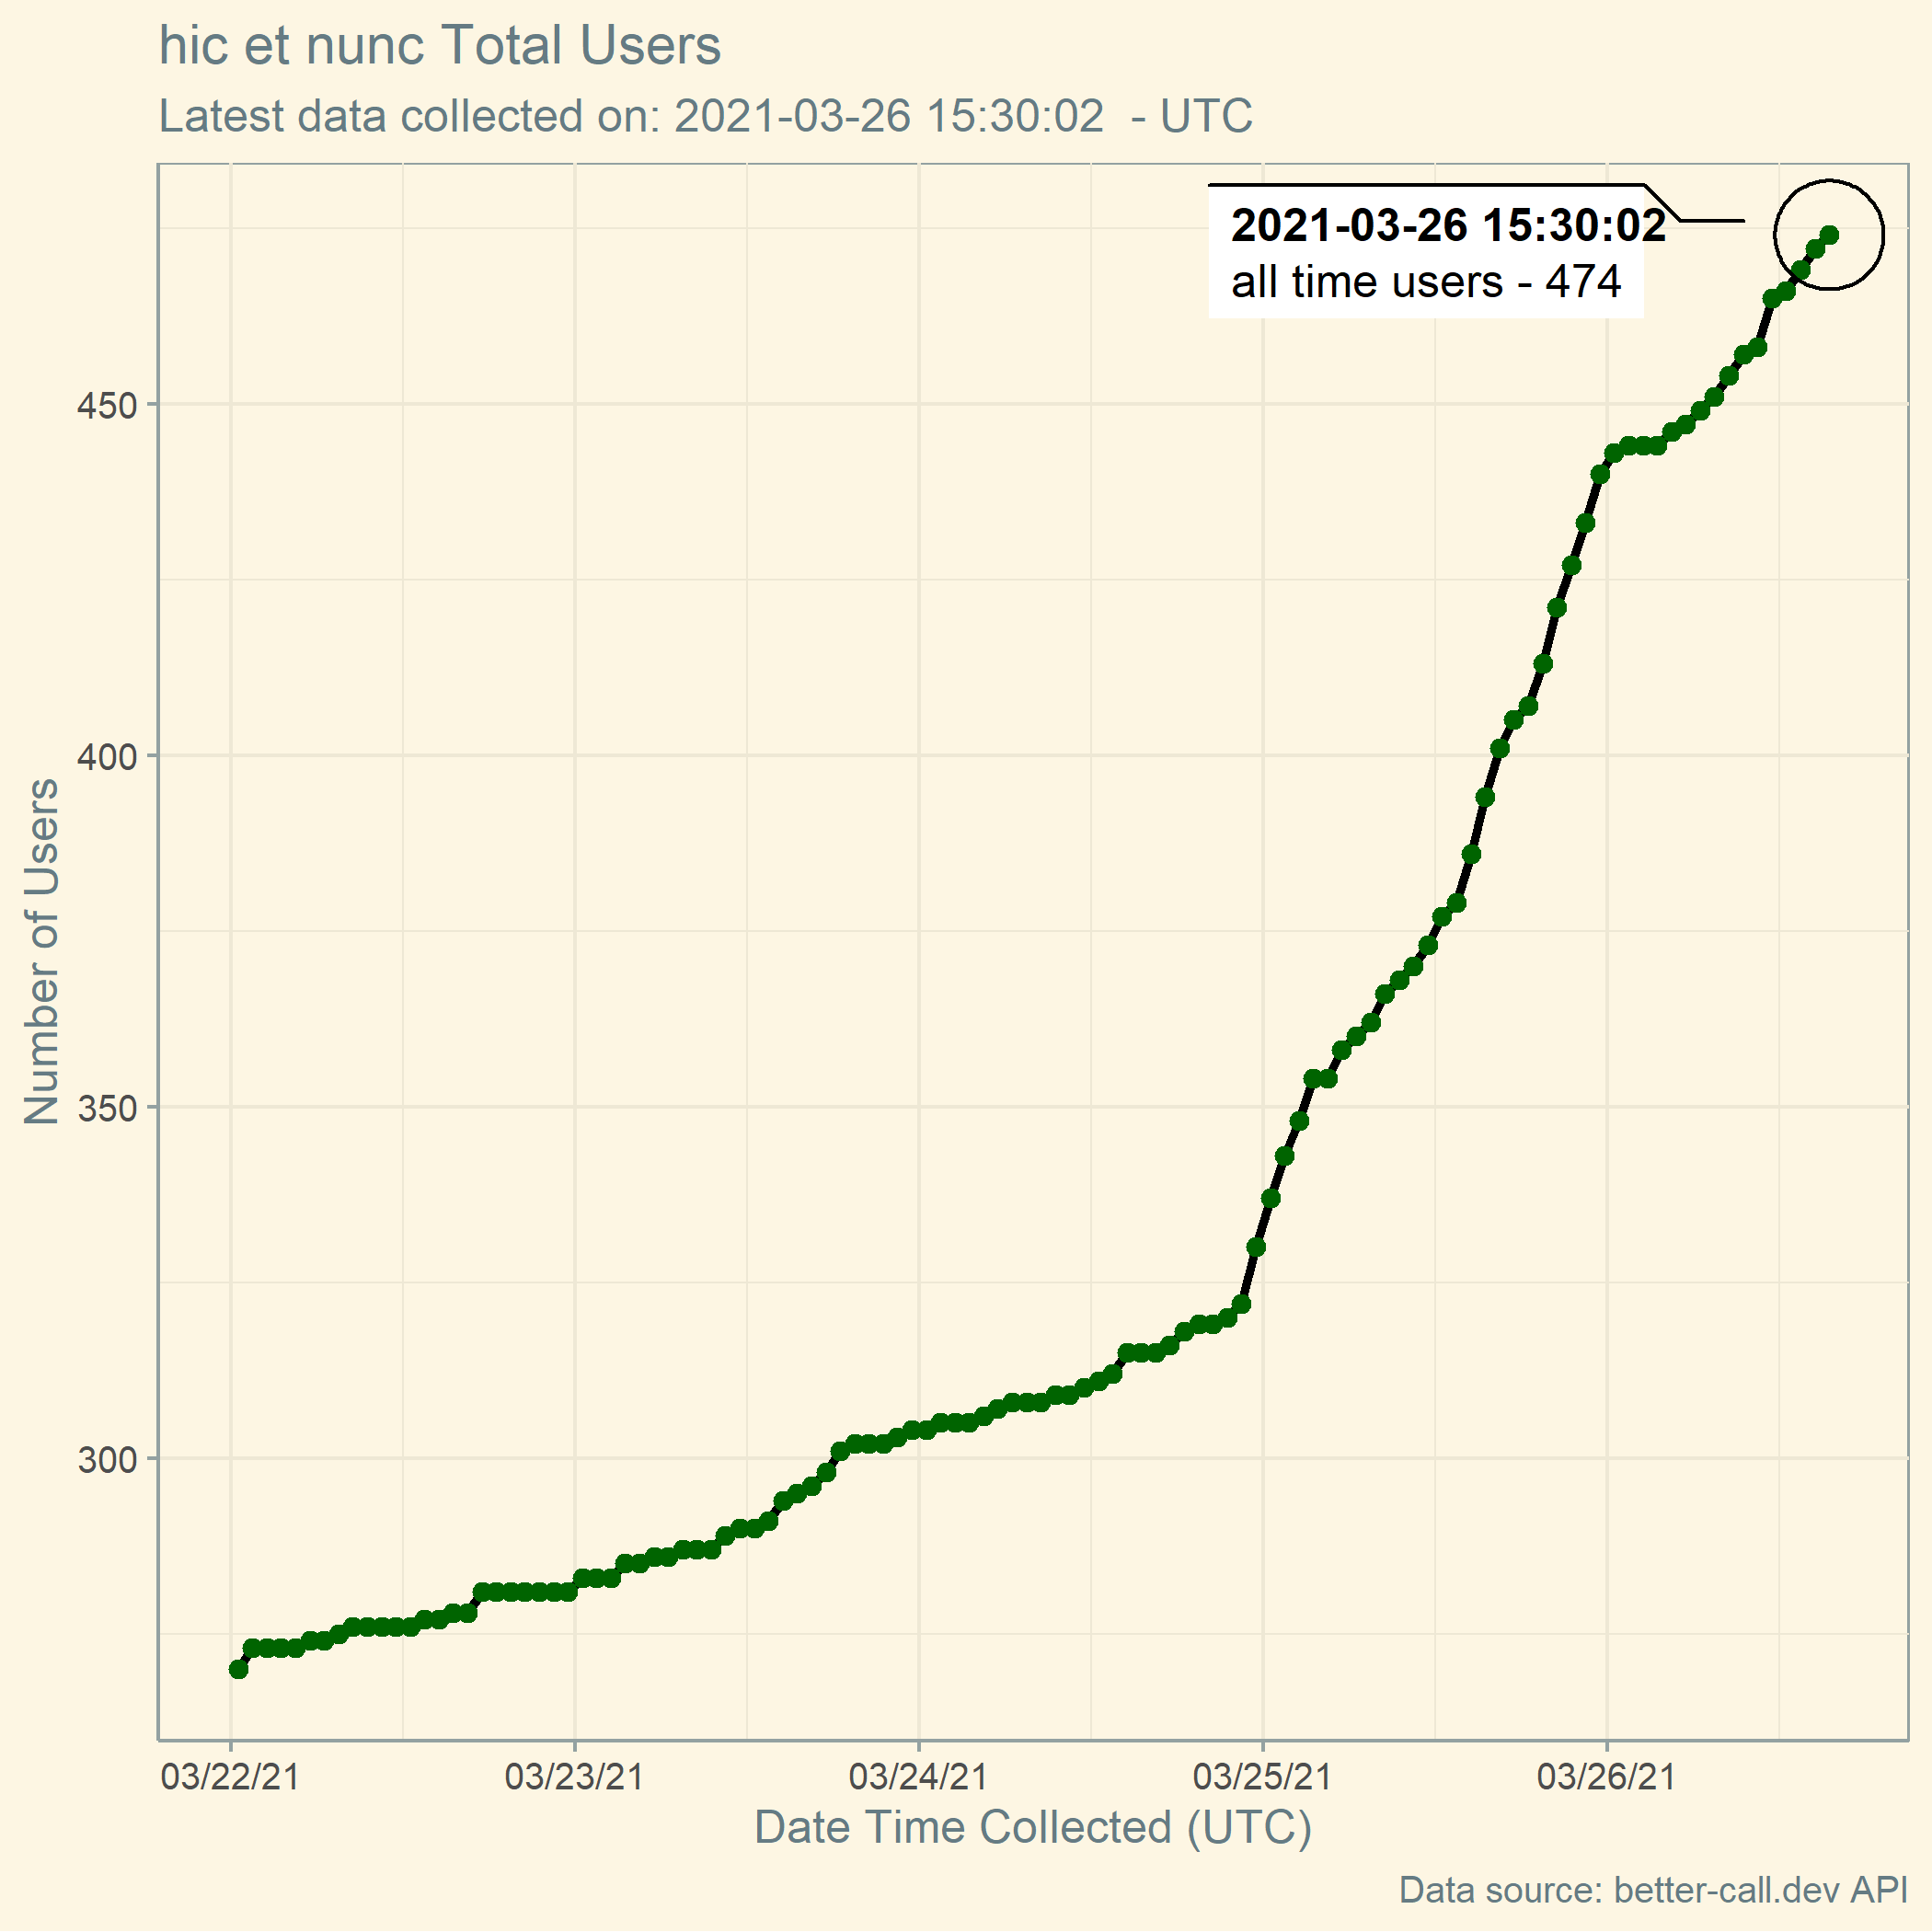 hic et nunc Total Users
Latest data collected on: 2021-03-26 15:30:02  - UTC
2021-03-26 15:30:02
all time users - 474
Number of Users
450
400
350
300
03/22/21
03/23/21
03/24/21
03/25/21
03/26/21
Date Time Collected (UTC)
Data source: better-call.dev API